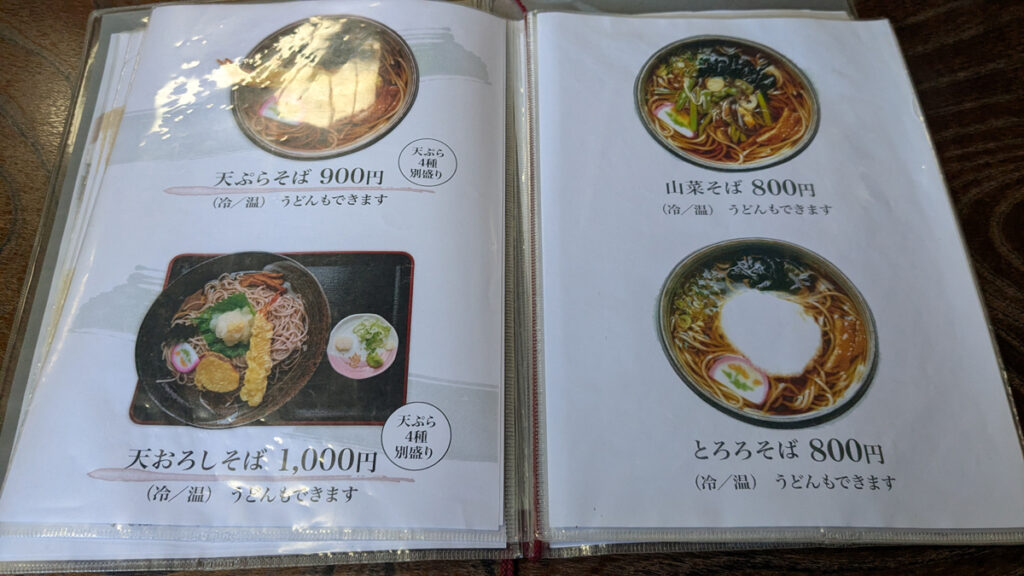 天ぷらそば 900円
(冷/温) うどんもできます
天ぷら
4種
別盛り
天おろしそば 1,000円
(冷/温) うどんもできます
天ぷら
4種
別盛り
山菜そば 800円
(冷/温) うどんもできます
とろろそば 800円
(冷/温) うどんもできます